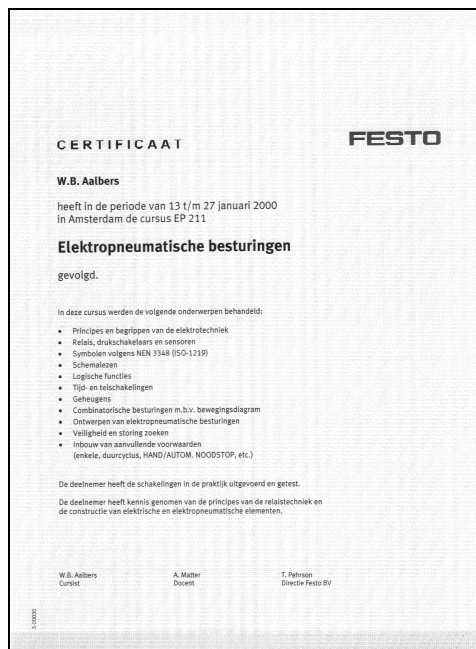 CERTIFICAAT
FESTO
W.B. Aalbers
heeft in de periode van 13 t/m 27 januari 2000
in Amsterdam de cursus EP 211
Elektropneumatische besturingen
gevolgd.
In deze cursus werden de volgende onderwerpen behandeld:
• Principes en begrippen van de elektrotechniek
• Relais, drukschakelaars en sensoren
• Symbolen volgens NEN 3348 (ISO-1219)
• Schemalezen
• Logische functies
• Tijd- en telschakelingen
• Geheugens
• Combinatorische besturingen m.b.v. bewegingsdiagram
• Ontwerpen van elektropneumatische besturingen
• Veiligheid en storing zoeken
• Inbouw van aanvullende voorwaarden
(enkele, duurcyclus, HAND/AUTOM. NOODSTOP, etc.)
De deelnemer heeft de schakelingen in de praktijk uitgevoerd en getest.
De deelnemer heeft kennis genomen van de principes van de relaistechniek en
de constructie van elektrische en elektropneumatische elementen.
W.B. Aalbers
Cursist
A. Matter
Docent
T. Pehrson
Directie Festo BV